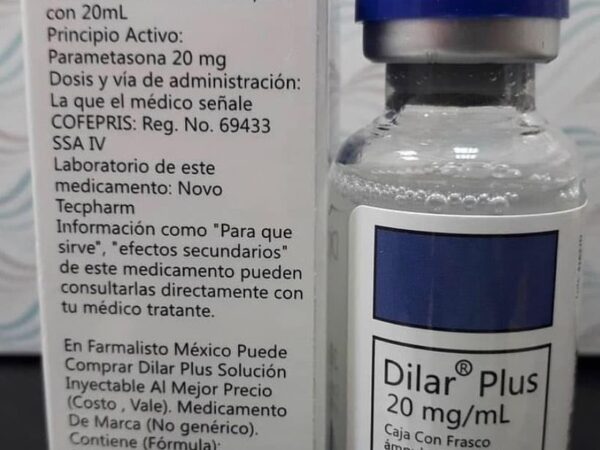 con 20mL
Principio Activo:
Parametasona 20 mg
Dosis y vía de administración:
La que el médico señale
COFEPRIS: Reg. No. 69433
SSA IV
Laboratorio de este
medicamento: Novo
Tecpharm
Información como "Para que
sirve", "efectos secundarios"
de este medicamento pueden
consultarlas directamente con
tu médico tratante.
En Farmalisto México Puede
Comprar Dilar Plus Solución
Inyectable Al Mejor Precio
(Costo , Vale). Medicamento
De Marca (No genérico).
Contiene (Fórmula):
Dilar® Plus
20 mg/mL
Caja Con Frasco